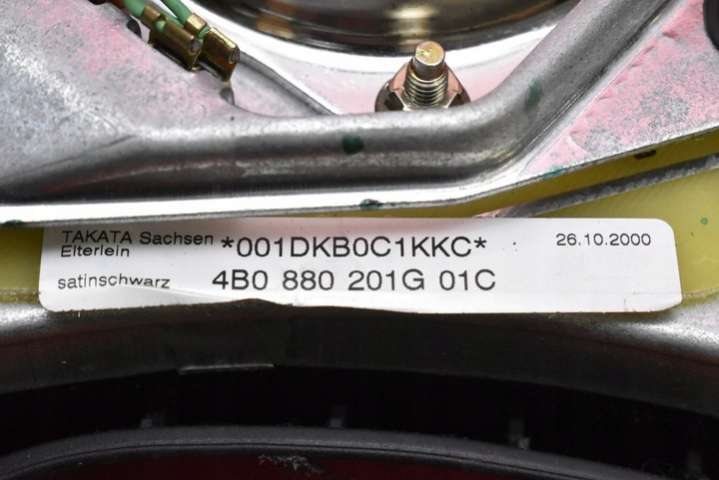 TAKATA Sachsen
Elterlein
*001DKB0C1KKC*
26.10.2000
satinschwarz
4B0 880 201G 01C